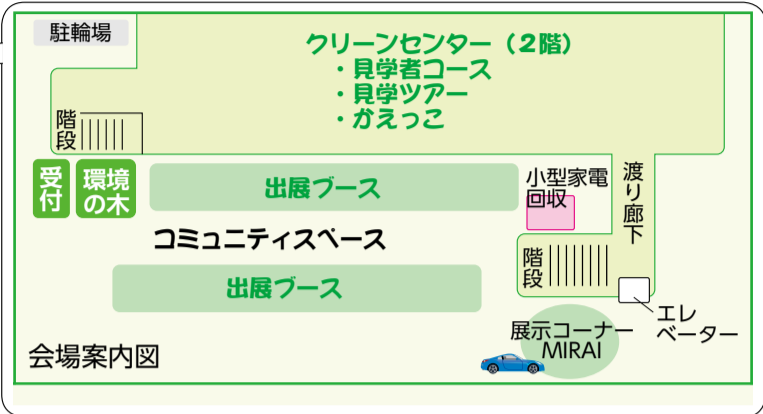 駐輪場
クリーンセンター（２階）
・見学者コース
・見学ツアー
・かえっこ
階段
受付
環境の木
出展ブース
小型家電
回収
渡り廊下
コミュニティスペース
階段
出展ブース
エレ
ベーター
展示コーナー
MIRAI
会場案内図